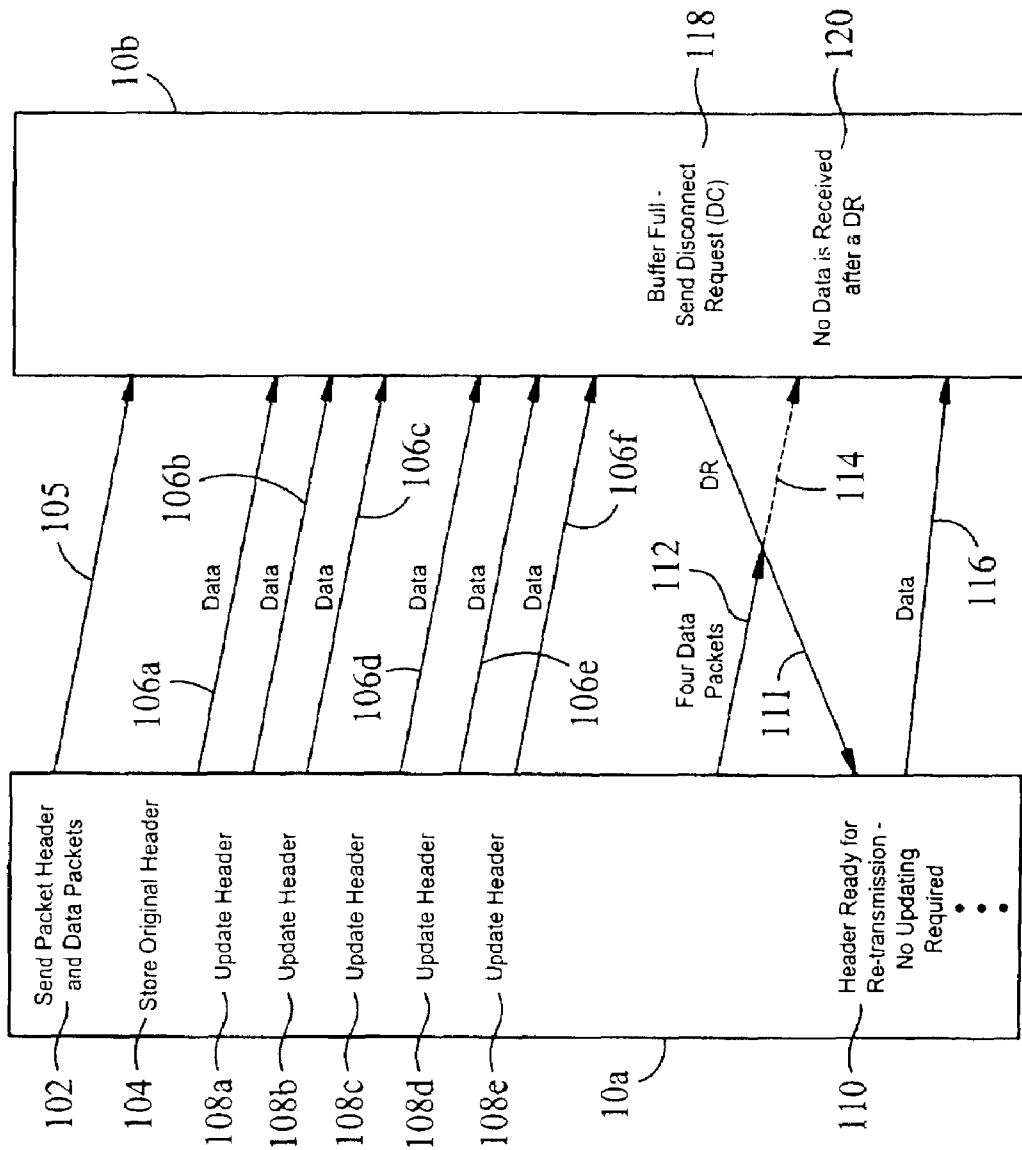 102
Send Packet Header
and Data Packets
104
Store Original Header
108a
Update Header
108b
Update Header
108c
Update Header
108d
Update Header
108e
Update Header
10a
110
Header Ready for
Re-transmission -
No Updating
Required
105
106a
Data
106b
Data
106c
Data
106d
Data
106e
Data
106f
Data
Four Data
Packets
112
DR
111
114
Data
116
10b
Buffer Full -
Send Disconnect
Request (DC)
118
No Data is Received
after a DR
120